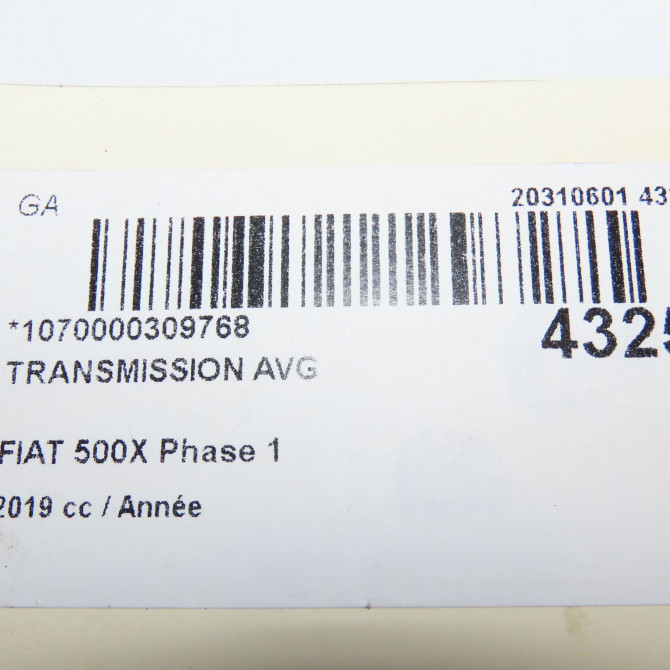 GA
20310601 43
*1070000309768
4325
TRANSMISSION AVG
FIAT 500X Phase 1
2019 cc / Année